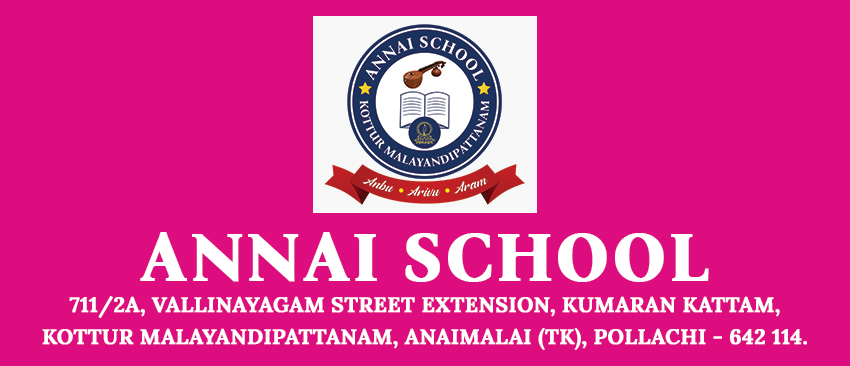 ANNAI SCHOOL
KOTTUR MALAYANDIPATTANAM
Anbu • Arivu • Aram
ANNAI SCHOOL
711/2A, VALLINAYAGAM STREET EXTENSION, KUMARAN KATTAM,
KOTTUR MALAYANDIPATTANAM, ANAIMALAI (TK), POLLACHI - 642 114.